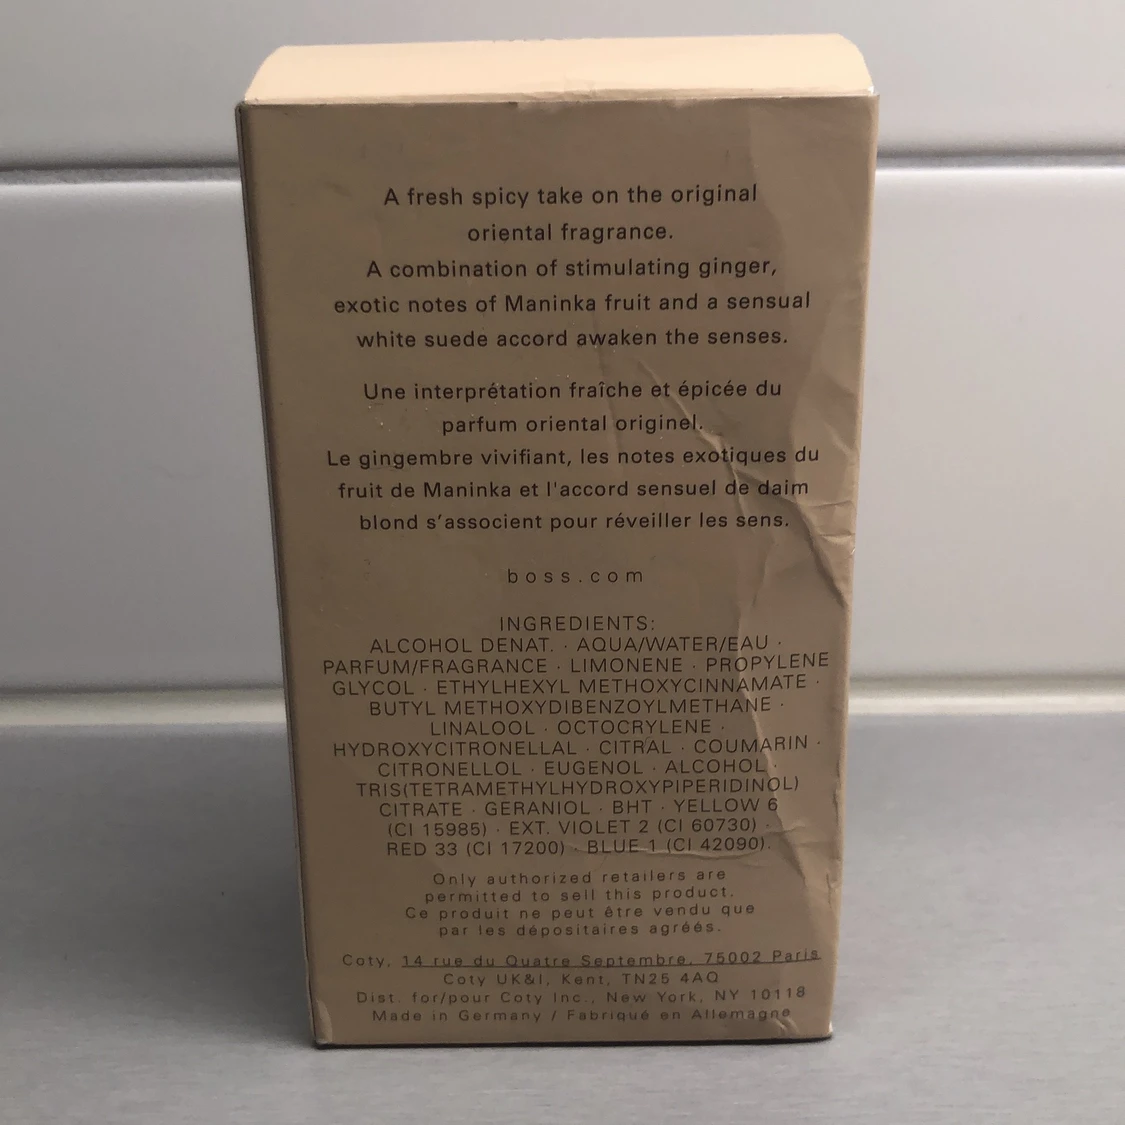 A fresh spicy take on the original
oriental fragrance.
A combination of stimulating ginger,
exotic notes of Maninka fruit and a sensual
white suede accord awaken the senses.
Une interprétation fraîche et épicée du
parfum oriental originel.
Le gingembre vivifiant, les notes exotiques du
fruit de Maninka et l'accord sensuel de daim
blond s’associent pour réveiller les sens.
boss.com
INGREDIENTS:
ALCOHOL DENAT. · AQUA/WATER/EAU ·
PARFUM/FRAGRANCE · LIMONENE · PROPYLENE
GLYCOL · ETHYLHEXYL METHOXYCINNAMATE ·
BUTYL METHOXYDIBENZOYLMETHANE ·
LINALOOL · OCTOCRYLENE ·
HYDROXYCITRONELLAL · CITRAL · COUMARIN ·
CITRONELLOL · EUGENOL · ALCOHOL ·
TRIS(TETRAMETHYLHYDROXYPIPERIDINOL)
CITRATE · GERANIOL · BHT · YELLOW 6
(CI 15985) · EXT. VIOLET 2 (CI 60730) ·
RED 33 (CI 17200) · BLUE 1 (CI 42090).
Only authorized retailers are
permitted to sell this product.
Ce produit ne peut être vendu que
par les dépositaires agréés.
Coty, 14 rue du Quatre Septembre, 75002 Paris
Coty UK&I, Kent, TN25 4AQ
Dist. for/pour Coty Inc., New York, NY 10118
Made in Germany / Fabriqué en Allemagne